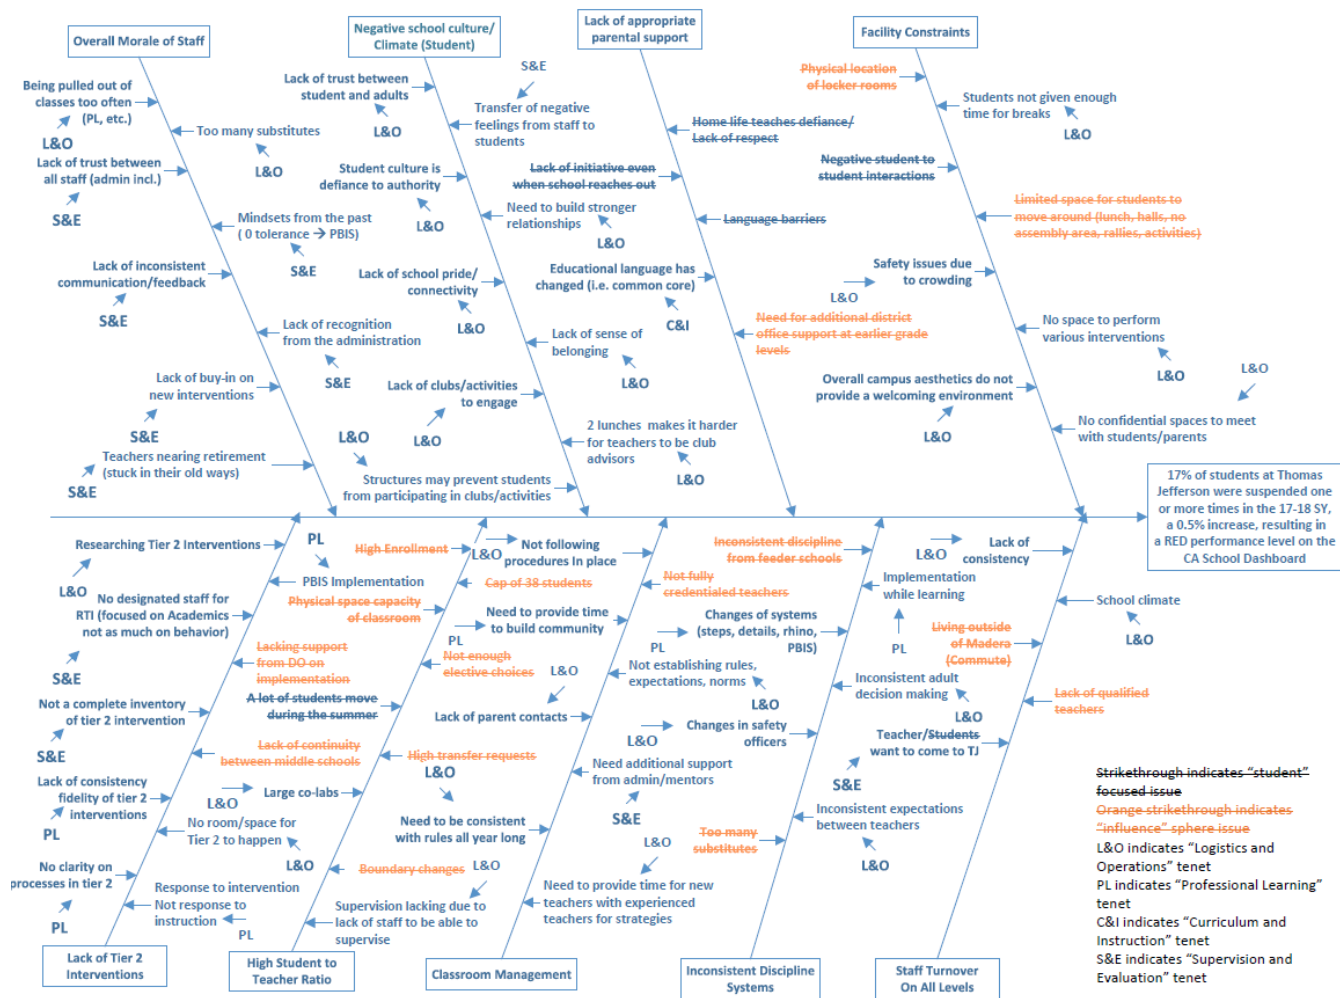 Overall Morale of Staff
Being pulled out of
classes too often
(PL, etc.)
L&O
Too many substitutes
L&O
Lack of trust between
all staff (admin incl.)
S&E
Mindsets from the past
( 0 tolerance → PBIS)
S&E
Lack of inconsistent
communication/feedback
S&E
Lack of recognition
from the administration
S&E
Lack of buy-in on
new interventions
S&E
Teachers nearing retirement
(stuck in their old ways)
S&E
Negative school culture/
Climate (Student)
Lack of trust between
student and adults
L&O
S&E
Transfer of negative
feelings from staff to
students
Student culture is
defiance to authority
L&O
Need to build stronger
relationships
L&O
Lack of school pride/
connectivity
L&O
Lack of sense of
belonging
L&O
Lack of clubs/activities
to engage
L&O
2 lunches makes it harder
for teachers to be club
advisors
L&O
L&O
Structures may prevent students
from participating in clubs/activities
Lack of appropriate
parental support
Home life teaches defiance/
Lack of respect
Lack of initiative even
when school reaches out
Language barriers
Educational language has
changed (i.e. common core)
C&I
Need for additional district
office support at earlier grade
levels
Facility Constraints
Physical location
of locker rooms
Students not given enough
time for breaks
L&O
Negative student to
student interactions
Limited space for students to
move around (lunch, halls, no
assembly area, rallies, activities)
Safety issues due
to crowding
L&O
No space to perform
various interventions
L&O
Overall campus aesthetics do not
provide a welcoming environment
L&O
L&O
No confidential spaces to meet
with students/parents
17% of students at Thomas
Jefferson were suspended one
or more times in the 17-18 SY,
a 0.5% increase, resulting in
a RED performance level on the
CA School Dashboard
Researching Tier 2 Interventions
L&O
PL
PBIS Implementation
No designated staff for
RTI (focused on Academics
not as much on behavior)
S&E
Lacking support
from DO on
implementation
Not a complete inventory
of tier 2 intervention
S&E
Lack of continuity
between middle schools
Lack of consistency
fidelity of tier 2
interventions
PL
L&O
No room/space for
Tier 2 to happen
L&O
No clarity on
processes in tier 2
PL
Response to intervention
Not response to
instruction
PL
Lack of Tier 2
Interventions
High Enrollment
L&O
Cap of 38 students
Physical space capacity
of classroom
PL
Not enough
elective choices
A lot of students move
during the summer
High transfer requests
Large co-labs
Boundary changes
L&O
Supervision lacking due to
lack of staff to be able to
supervise
High Student to
Teacher Ratio
Not following
procedures In place
Not fully
credentialed teachers
Need to provide time
to build community
PL
Not establishing rules,
expectations, norms
L&O
L&O
Lack of parent contacts
L&O
Need additional support
from admin/mentors
S&E
L&O
Need to be consistent
with rules all year long
L&O
Need to provide time for new
teachers with experienced
teachers for strategies
Classroom Management
Inconsistent discipline
from feeder schools
Implementation
while learning
PL
Changes of systems
(steps, details, rhino,
PBIS)
Inconsistent adult
decision making
L&O
Changes in safety
officers
S&E
Inconsistent expectations
between teachers
L&O
Too many
substitutes
Inconsistent Discipline
Systems
L&O
Lack of
consistency
School climate
L&O
Living outside
of Madera
(Commute)
Lack of qualified
teachers
Teacher/Students
want to come to TJ
Staff Turnover
On All Levels
Strikethrough indicates “student”
focused issue
Orange strikethrough indicates
“influence” sphere issue
L&O indicates “Logistics and
Operations” tenet
PL indicates “Professional Learning”
tenet
C&I indicates “Curriculum and
Instruction” tenet
S&E indicates “Supervision and
Evaluation” tenet